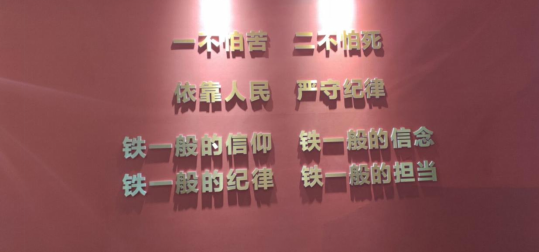 一不怕苦 二不怕死
依靠人民 严守纪律
铁一般的信仰 铁一般的信念
铁一般的纪律 铁一般的担当